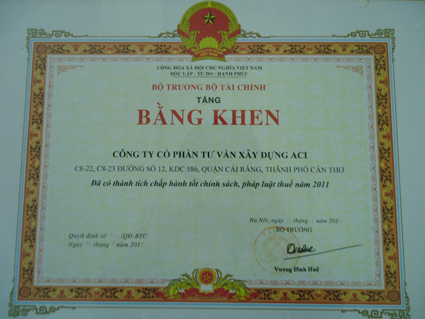 CỘNG HÒA XÃ HỘI CHỦ NGHĨA VIỆT NAM
ĐỘC LẬP - TỰ DO - HẠNH PHÚC
BỘ TRƯỞNG BỘ TÀI CHÍNH
TẶNG
BẰNG KHEN
CÔNG TY CỔ PHẦN TƯ VẤN XÂY DỰNG ACI
C8-22, C8-23 ĐƯỜNG SỐ 12, KDC 586, QUẬN CÁI RĂNG, THÀNH PHỐ CẦN THƠ
Đã có thành tích chấp hành tốt chính sách, pháp luật thuế năm 2011
Hà Nội, ngày tháng năm 201
BỘ TRƯỞNG
Quyết định số /QĐ-BTC
Ngày tháng năm 201
Vương Đình Huệ